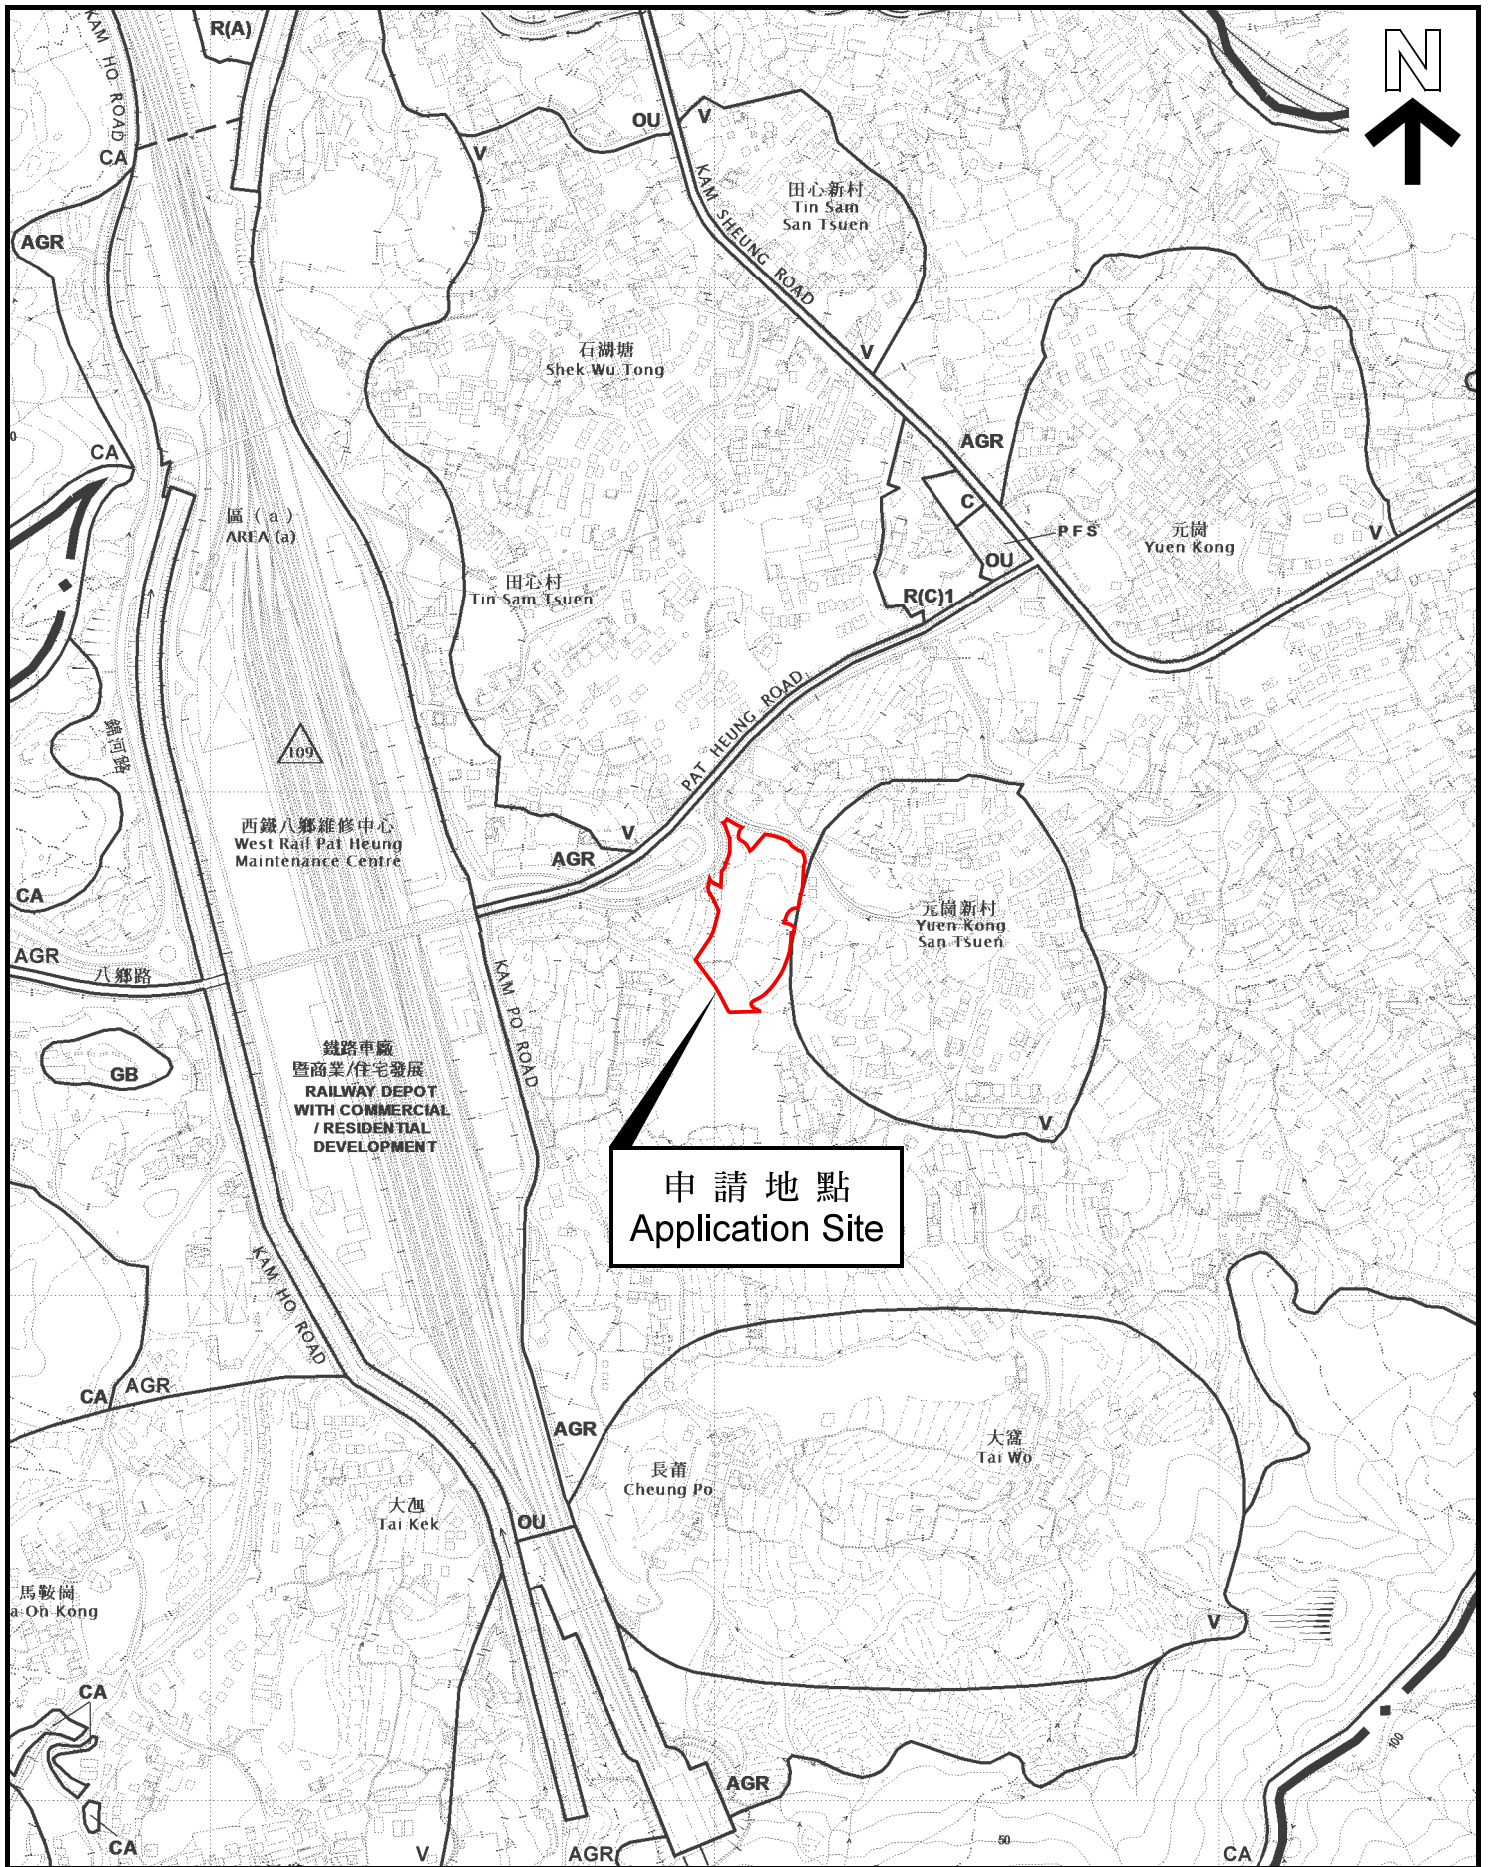 KAM HO ROAD
R(A)
N
CA
OU
V
V
KAM SHEUNG ROAD
田心新村
Tin Sam
San Tsuen
AGR
石湖塘
Shek Wu Tong
V
CA
AGR
C
區 ( a )
AREA (a)
PFS
元崗
Yuen Kong
V
OU
田心村
Tin Sam Tsuen
R(C)1
PAT HEUNG ROAD
錦河路
109
西鐵八鄉維修中心
West Rail Pat Heung
Maintenance Centre
V
AGR
CA
元崗新村
Yuen Kong
San Tsuen
AGR
八鄉路
KAM PO ROAD
鐵路車廠
暨商業/住宅發展
RAILWAY DEPOT
WITH COMMERCIAL
/ RESIDENTIAL
DEVELOPMENT
GB
V
申請地點
Application Site
KAM HO ROAD
CA
AGR
AGR
大窩
Tai Wo
長莆
Cheung Po
Tai Kek
OU
馬鞍崗
a On Kong
V
CA
100
AGR
50
CA
V
AGR
CA